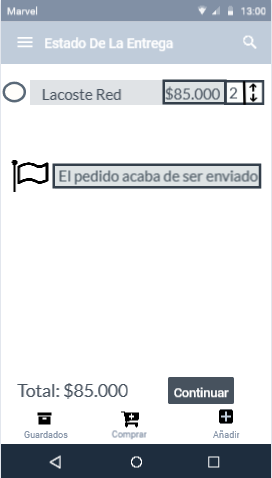 Marvel 13:00
Estado De La Entrega
Lacoste Red $85.000 2
El pedido acaba de ser enviado
Total: $85.000 Continuar
Guardados Comprar Añadir